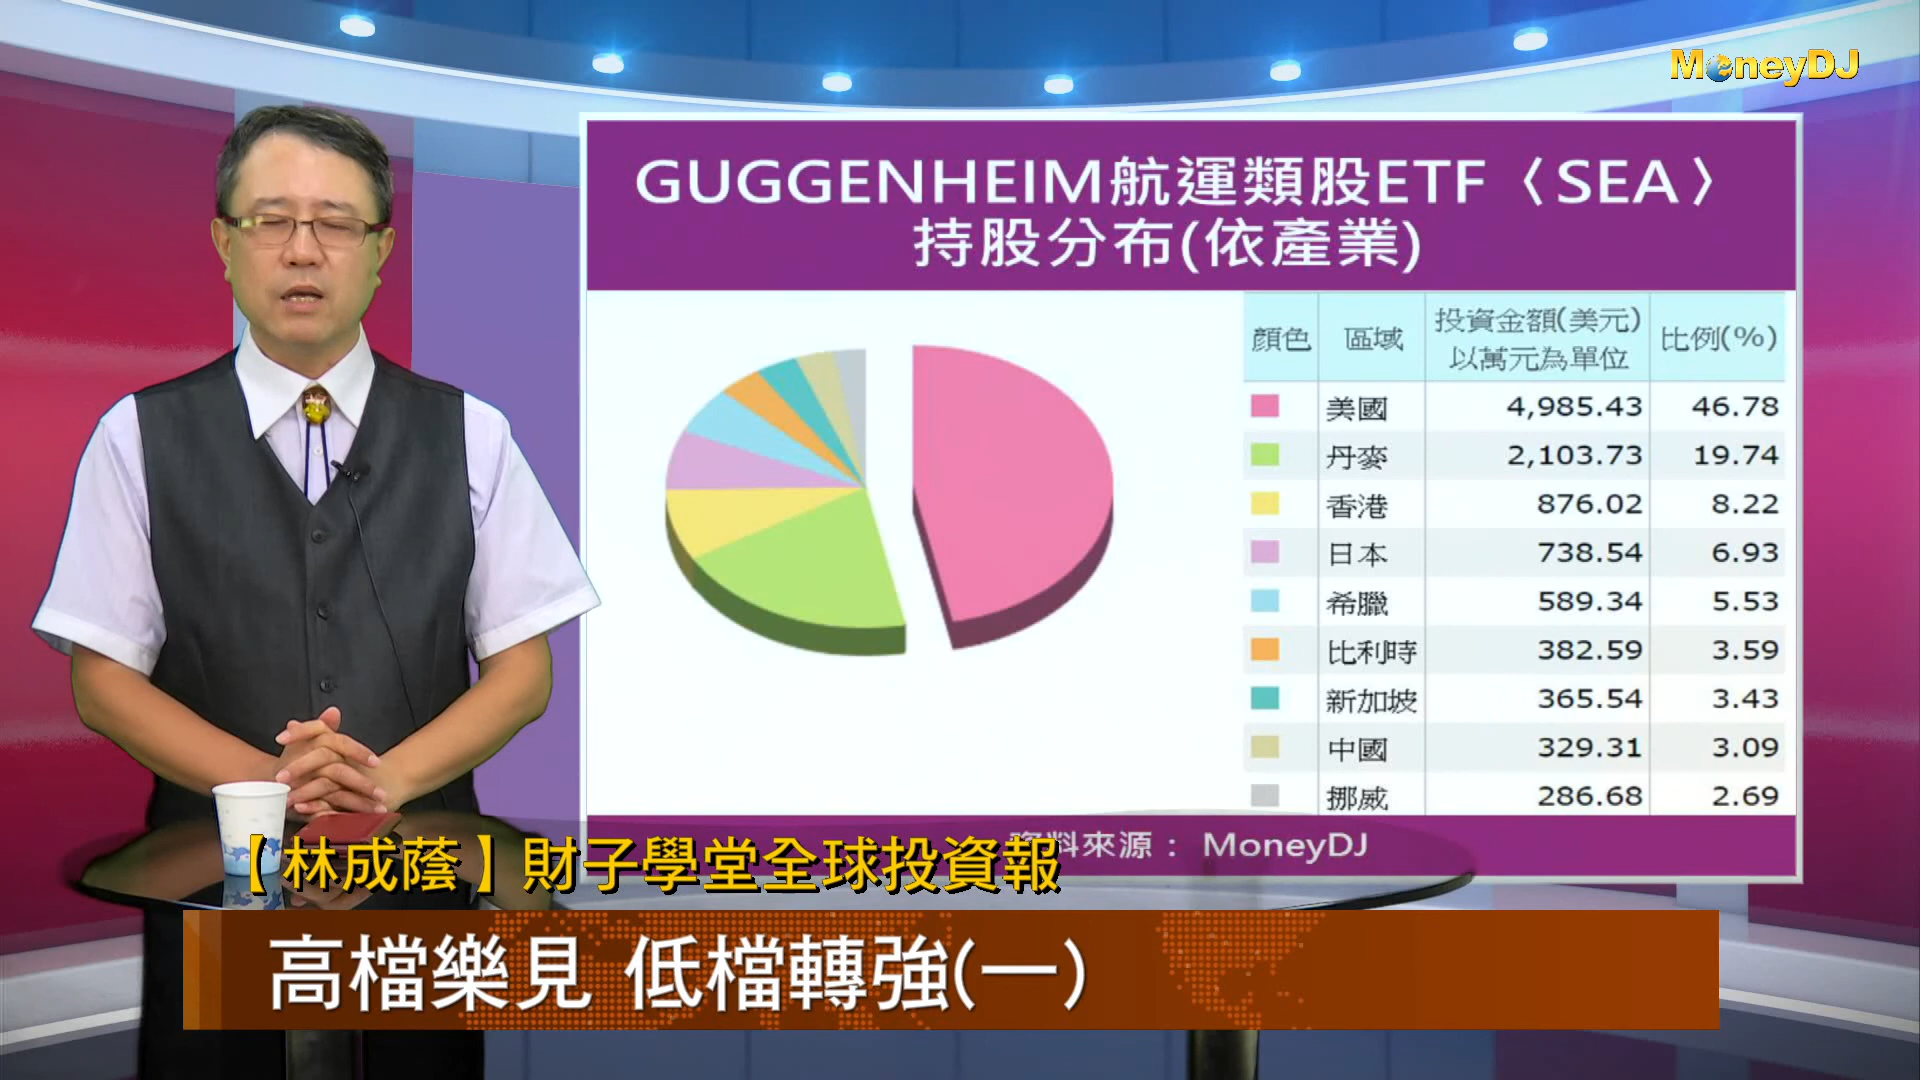 MoneyDJ
GUGGENHEIM航運類股ETF〈SEA〉
持股分布(依產業)
顏色 區域 投資金額(美元)以萬元為單位 比例(%)
美國 4,985.43 46.78
丹麥 2,103.73 19.74
香港 876.02 8.22
日本 738.54 6.93
希臘 589.34 5.53
比利時 382.59 3.59
新加坡 365.54 3.43
中國 329.31 3.09
挪威 286.68 2.69
資料來源： MoneyDJ
【林成蔭】財子學堂全球投資報
高檔樂見 低檔轉強(一)